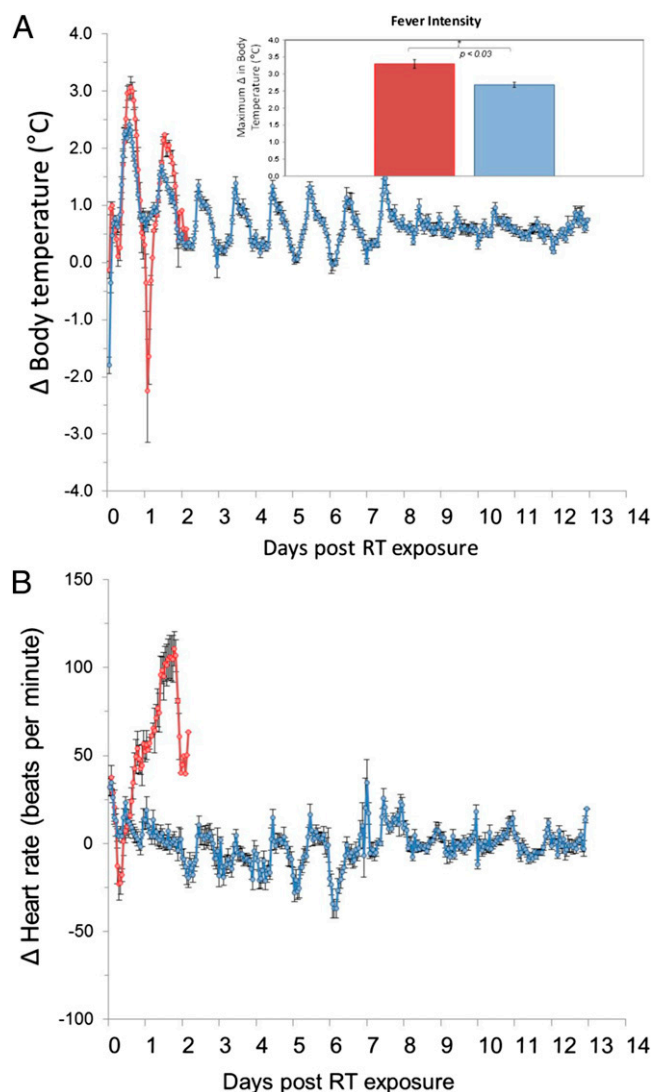 A
Fever Intensity
*
p < 0.03
Maximum Δ in Body
Temperature (°C)
4.0
3.5
3.0
2.5
2.0
1.5
1.0
0.5
0.0
Δ Body temperature (°C)
4.0
3.0
2.0
1.0
0.0
-1.0
-2.0
-3.0
-4.0
0 1 2 3 4 5 6 7 8 9 10 11 12 13 14
Days post RT exposure
B
Δ Heart rate (beats per minute)
150
100
50
0
-50
-100
0 1 2 3 4 5 6 7 8 9 10 11 12 13 14
Days post RT exposure